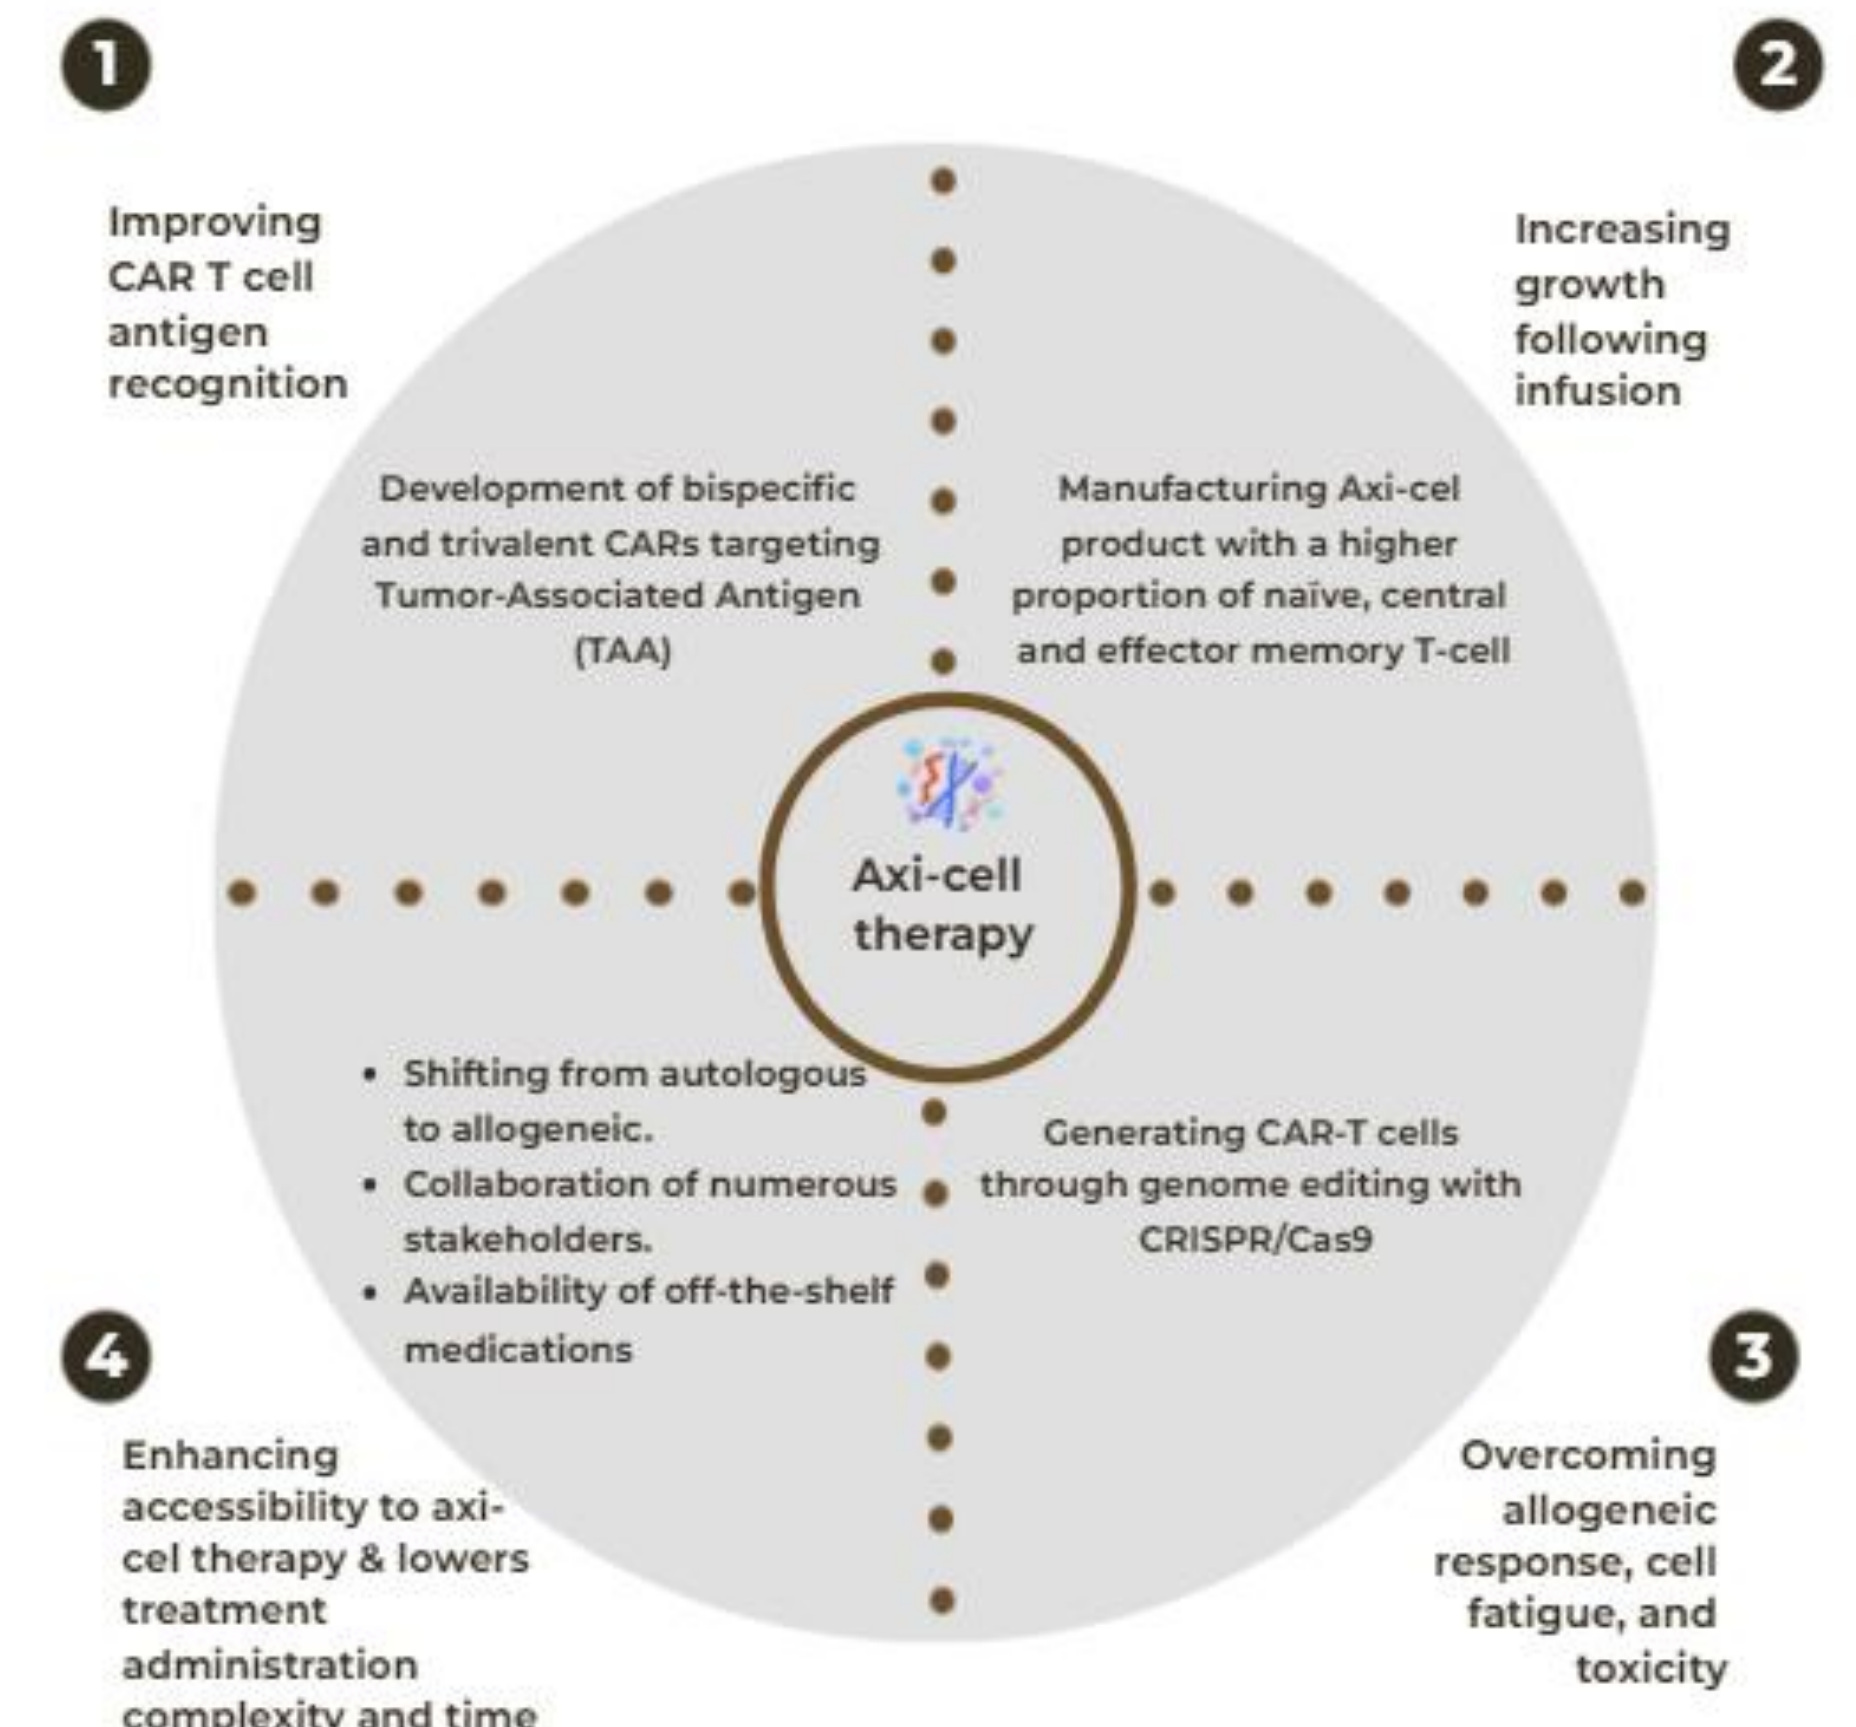 1
Improving
CAR T cell
antigen
recognition
Development of bispecific
and trivalent CARs targeting
Tumor-Associated Antigen
(TAA)
2
Increasing
growth
following
infusion
Manufacturing Axi-cel
product with a higher
proportion of naïve, central
and effector memory T-cell
Axi-cell
therapy
• Shifting from autologous
to allogeneic.
• Collaboration of numerous
stakeholders.
• Availability of off-the-shelf
medications
4
Enhancing
accessibility to axi-
cel therapy & lowers
treatment
administration
complexity and time
Generating CAR-T cells
through genome editing with
CRISPR/Cas9
3
Overcoming
allogeneic
response, cell
fatigue, and
toxicity